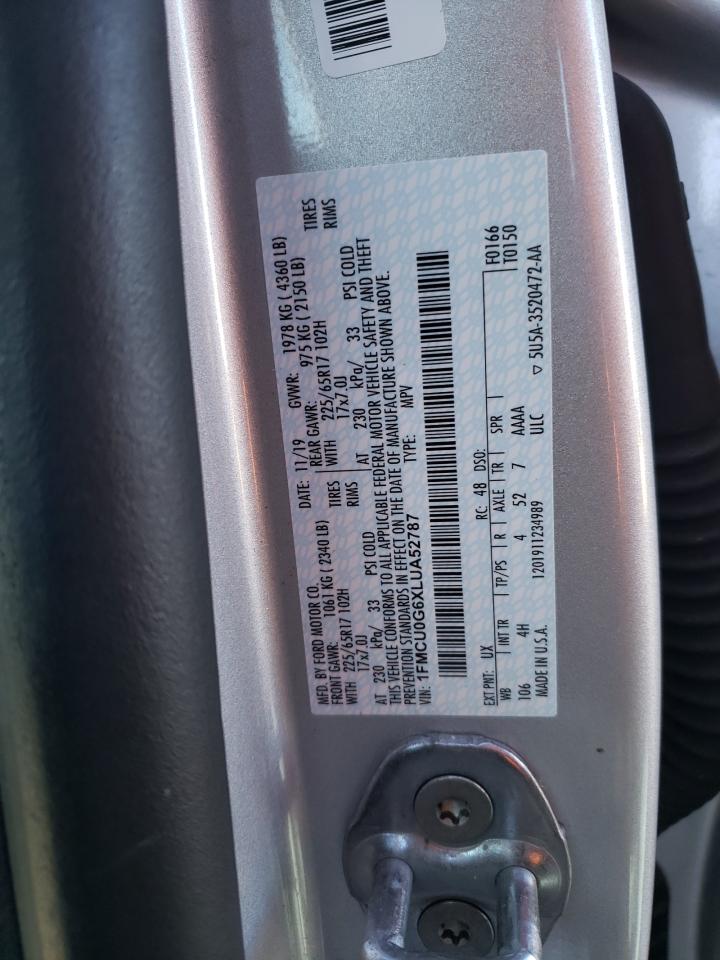 MFD. BY FORD MOTOR CO. DATE: 11/19 GVWR: 1978 KG ( 4360 LB)
FRONT GAWR: 1061 KG ( 2340 LB) REAR GAWR: 975 KG ( 2150 LB)
WITH 225/65R17 102H TIRES WITH 225/65R17 102H TIRES
17x7.0J RIMS 17x7.0J RIMS
AT 230 kPa/ 33 PSI COLD AT 230 kPa/ 33 PSI COLD
THIS VEHICLE CONFORMS TO ALL APPLICABLE FEDERAL MOTOR VEHICLE SAFETY AND THEFT
PREVENTION STANDARDS IN EFFECT ON THE DATE OF MANUFACTURE SHOWN ABOVE.
VIN: 1FMCU0G6XLUA52787 TYPE: MPV
EXT PNT: UX RC: 48 DSO: F0166
WB INT TR TP/PS R AXLE TR SPR T0150
106 4H 4 52 7 AAAA
MADE IN U.S.A. 1201911234989 ULC
▽ 5U5A-3520472-AA